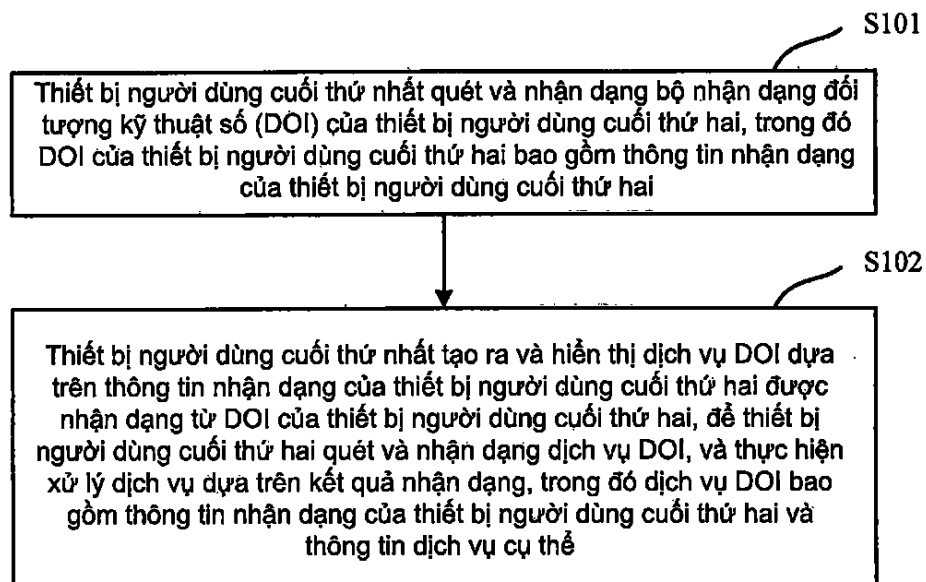 S101
Thiết bị người dùng cuối thứ nhất quét và nhận dạng bộ nhận dạng đối
tượng kỹ thuật số (DOI) của thiết bị người dùng cuối thứ hai, trong đó
DOI của thiết bị người dùng cuối thứ hai bao gồm thông tin nhận dạng
của thiết bị người dùng cuối thứ hai
S102
Thiết bị người dùng cuối thứ nhất tạo ra và hiển thị dịch vụ DOI dựa
trên thông tin nhận dạng của thiết bị người dùng cuối thứ hai được
nhận dạng từ DOI của thiết bị người dùng cuối thứ hai, để thiết bị
người dùng cuối thứ hai quét và nhận dạng dịch vụ DOI, và thực hiện
xử lý dịch vụ dựa trên kết quả nhận dạng, trong đó dịch vụ DOI bao
gồm thông tin nhận dạng của thiết bị người dùng cuối thứ hai và
thông tin dịch vụ cụ thể